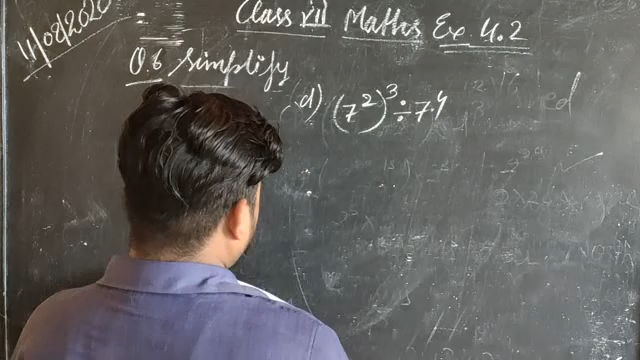 11/08/2020
Class VII Maths Ex. 4.2
Q.6 Simplify
d) (7²)³ ÷ 7⁴